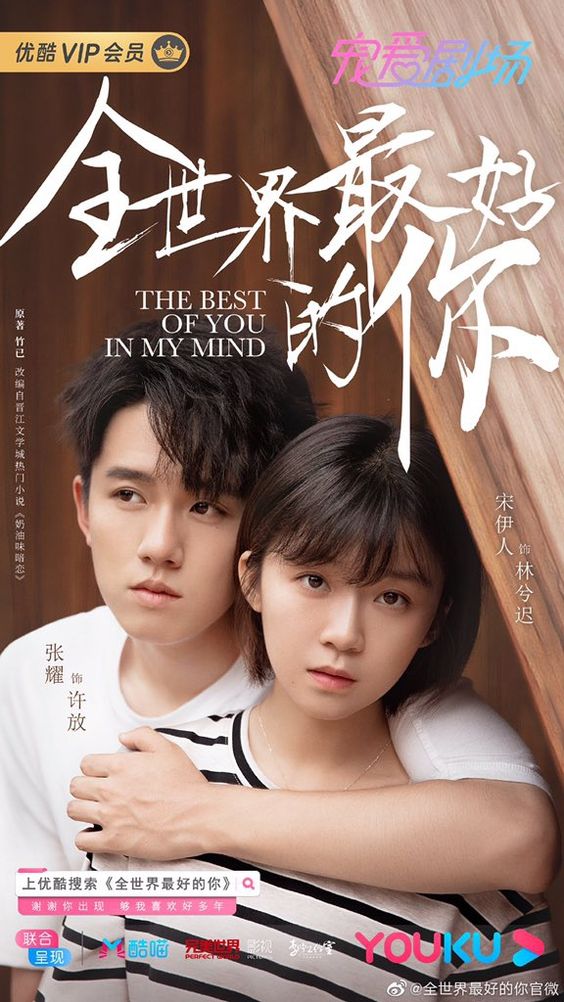 优酷 VIP 会员
宠爱剧场
全世界最好的你
THE BEST
OF YOU
IN MY MIND
原著 竹已 改编自晋江文学城热门小说《奶油味暗恋》
宋伊人 饰 林兮迟
张耀 饰 许放
上优酷搜索《全世界最好的你》
谢谢你出现 够我喜欢好多年
联合
呈现
酷喵
完美世界 影视
PERFECT WORLD PICTURES
YOUKU
@全世界最好的你官微